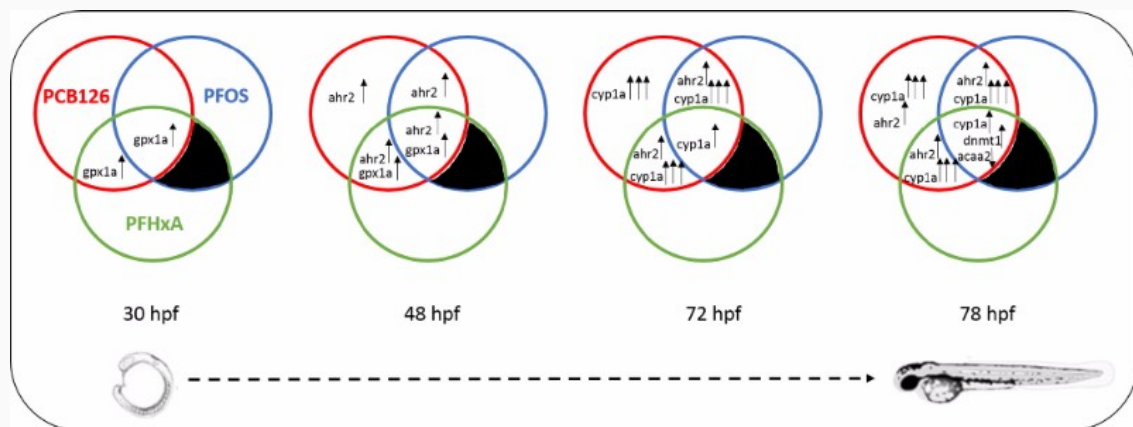 PCB126
PFOS
gpx1a ↑
gpx1a ↑
PFHxA
30 hpf
ahr2 ↑
ahr2 ↑
ahr2 ↑
gpx1a ↑
ahr2 ↑
gpx1a ↑
48 hpf
cyp1a ↑↑↑
ahr2 ↑
cyp1a ↑↑↑
cyp1a ↑
ahr2 ↑
cyp1a ↑↑↑
72 hpf
cyp1a ↑↑↑
ahr2 ↑
ahr2 ↑
cyp1a ↑↑↑
cyp1a ↑
dnmt1 ↑
acaa2 ↓
ahr2 ↑
cyp1a ↑↑↑
78 hpf